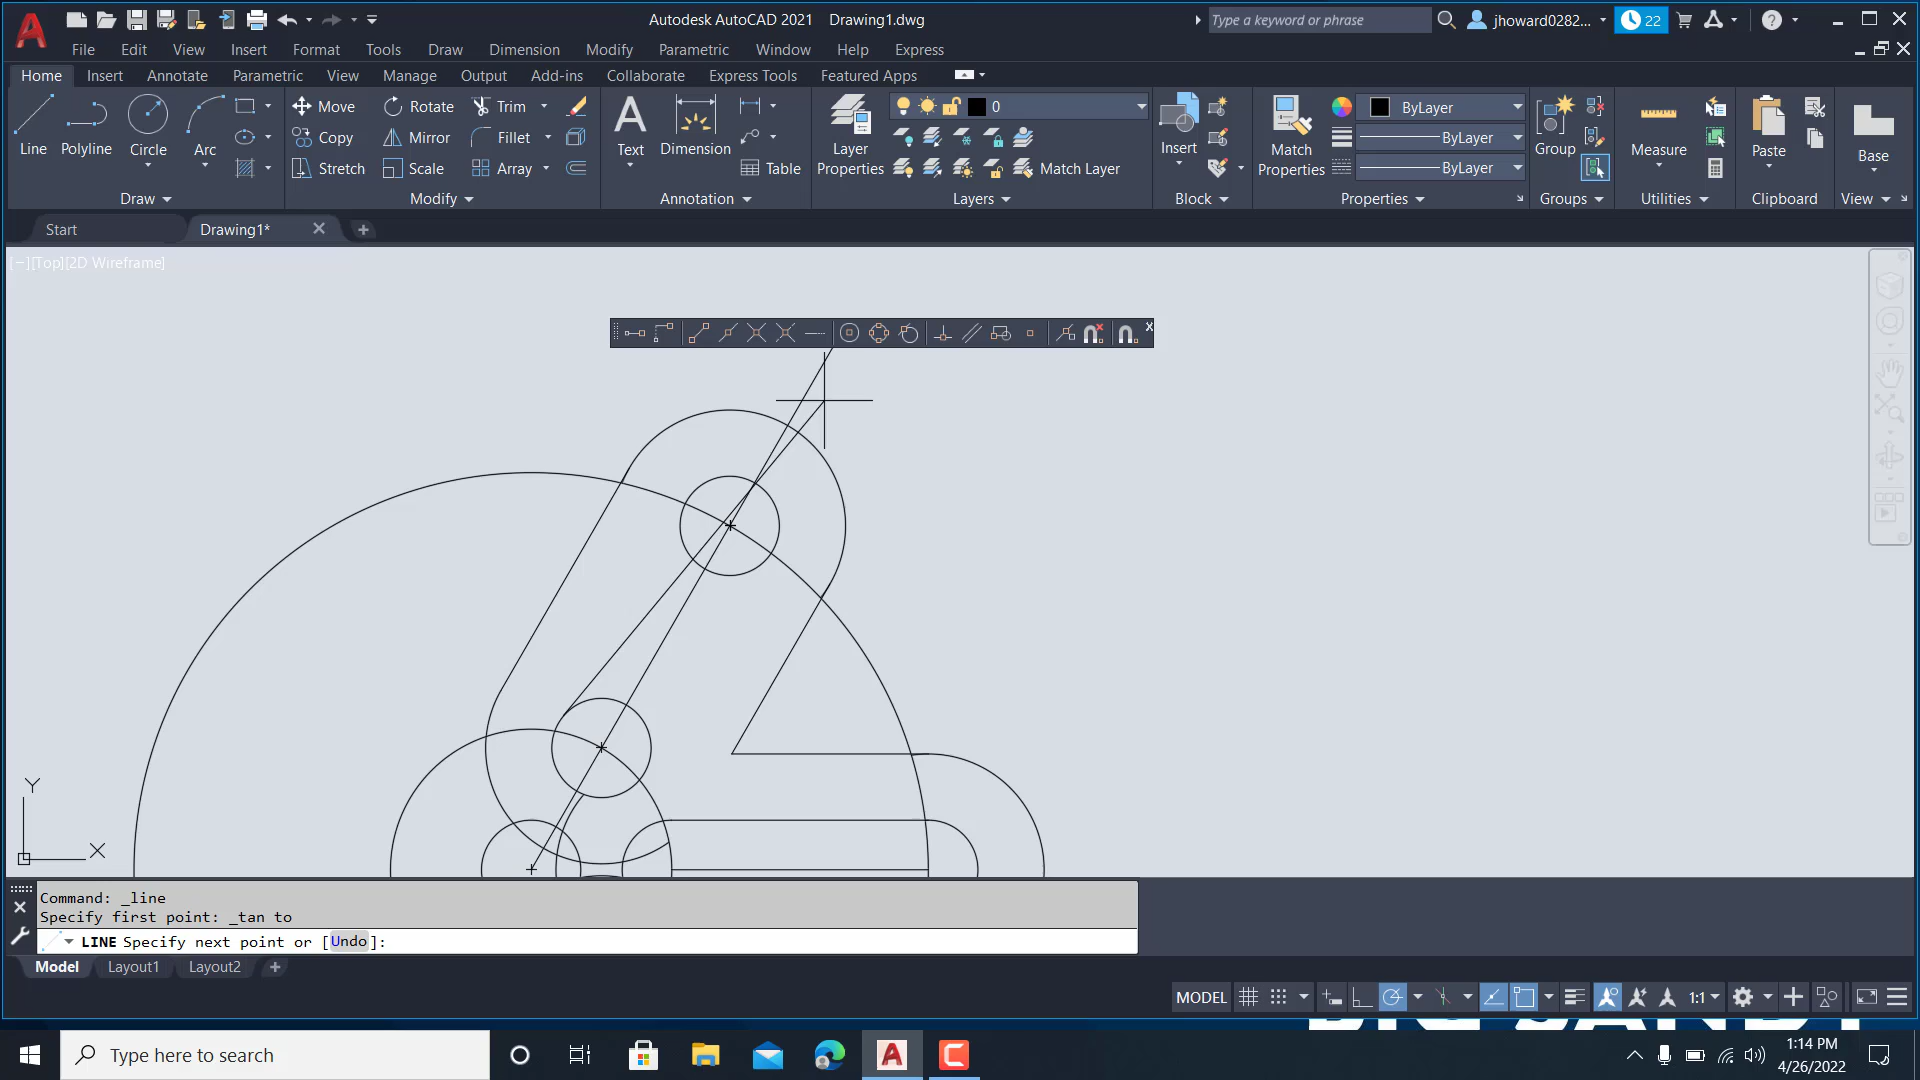 Autodesk AutoCAD 2021 Drawing1.dwg
Type a keyword or phrase
jhoward0282...
22
File Edit View Insert Format Tools Draw Dimension Modify Parametric Window Help Express
Home Insert Annotate Parametric View Manage Output Add-ins Collaborate Express Tools Featured Apps
Line Polyline Circle Arc
Move Rotate Trim
Copy Mirror Fillet
Stretch Scale Array
Text Dimension Table
Layer Properties
0
Match Layer
Insert
Match Properties
ByLayer
ByLayer
ByLayer
Group
Measure
Paste
Base
Draw Modify Annotation Layers Block Properties Groups Utilities Clipboard View
Start Drawing1*
[−][Top][2D Wireframe]
Y
X
Command: _line
Specify first point: _tan to
LINE Specify next point or [Undo]:
Model Layout1 Layout2
MODEL 1:1
Type here to search
1:14 PM
4/26/2022